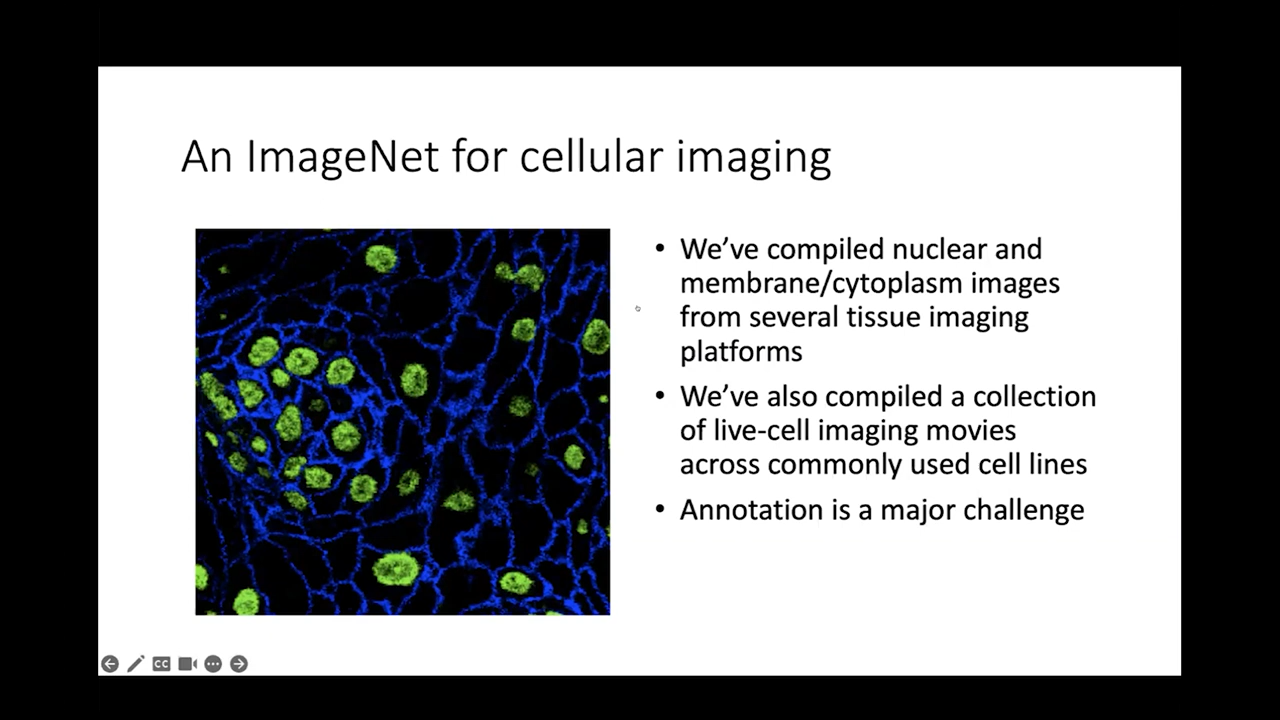 An ImageNet for cellular imaging
• We’ve compiled nuclear and
membrane/cytoplasm images
from several tissue imaging
platforms
• We’ve also compiled a collection
of live-cell imaging movies
across commonly used cell lines
• Annotation is a major challenge
CC